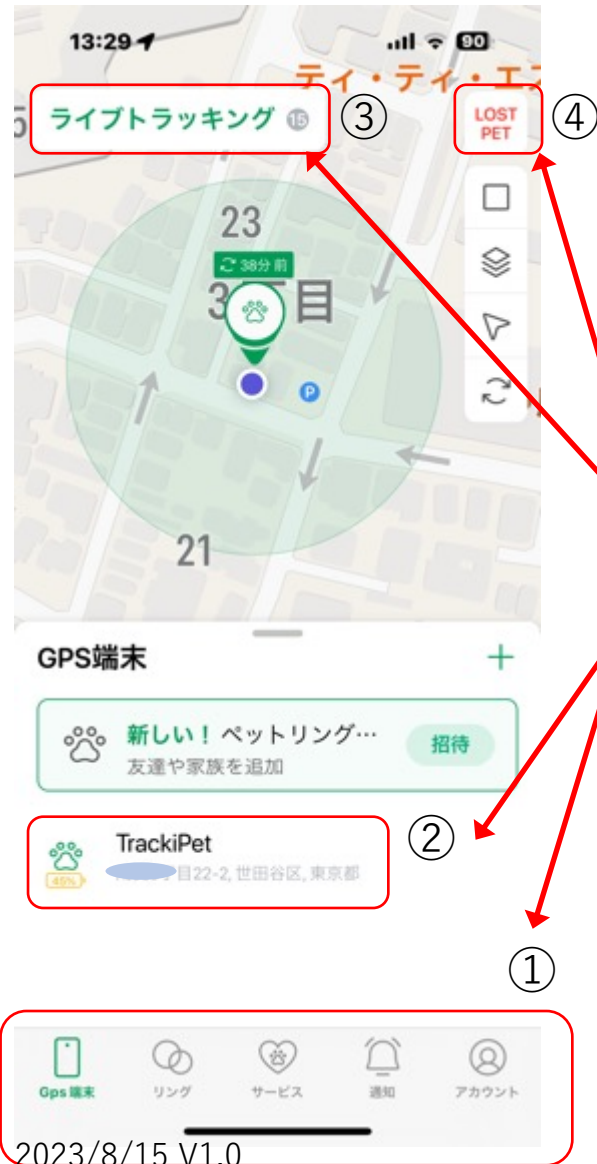 13:29
90
ティ・ティ・エ
ライブトラッキング 15
③
LOST
PET
④
23
38分前
目
P
21
GPS端末
+
新しい！ペットリング…
友達や家族を追加
招待
TrackiPet
45%
目22-2, 世田谷区, 東京都
②
①
Gps 端末
リング
サービス
通知
アカウント
2023/8/15 V1.0